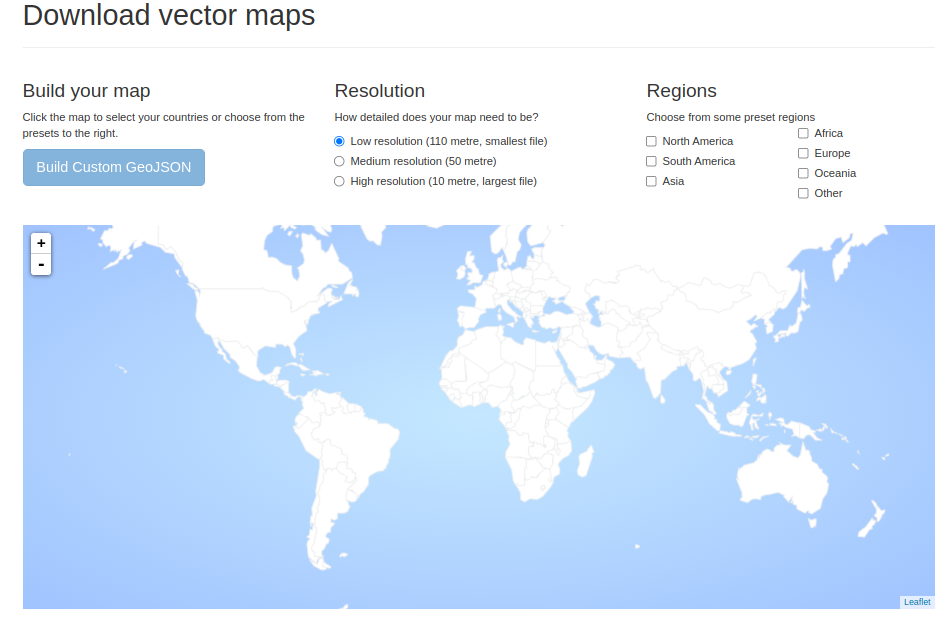 Download vector maps
Build your map
Click the map to select your countries or choose from the
presets to the right.
Build Custom GeoJSON
Resolution
How detailed does your map need to be?
Low resolution (110 metre, smallest file)
Medium resolution (50 metre)
High resolution (10 metre, largest file)
Regions
Choose from some preset regions
North America
South America
Asia
Africa
Europe
Oceania
Other
+
-
Leaflet